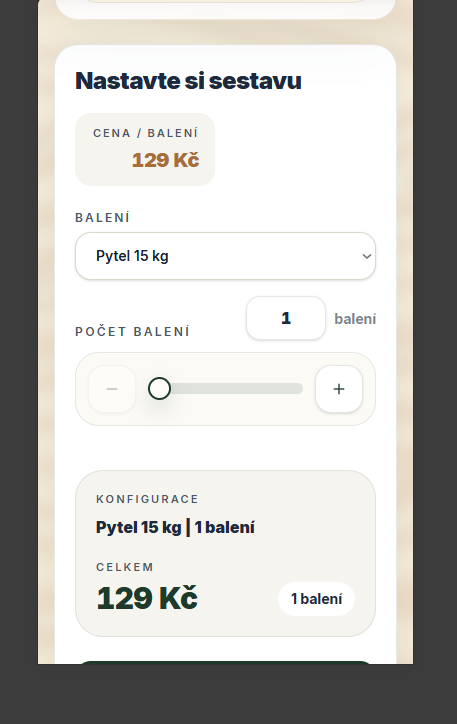 Nastavte si sestavu
CENA / BALENÍ
129 Kč
BALENÍ
Pytel 15 kg
1 balení
POČET BALENÍ
− +
KONFIGURACE
Pytel 15 kg | 1 balení
CELKEM
129 Kč 1 balení